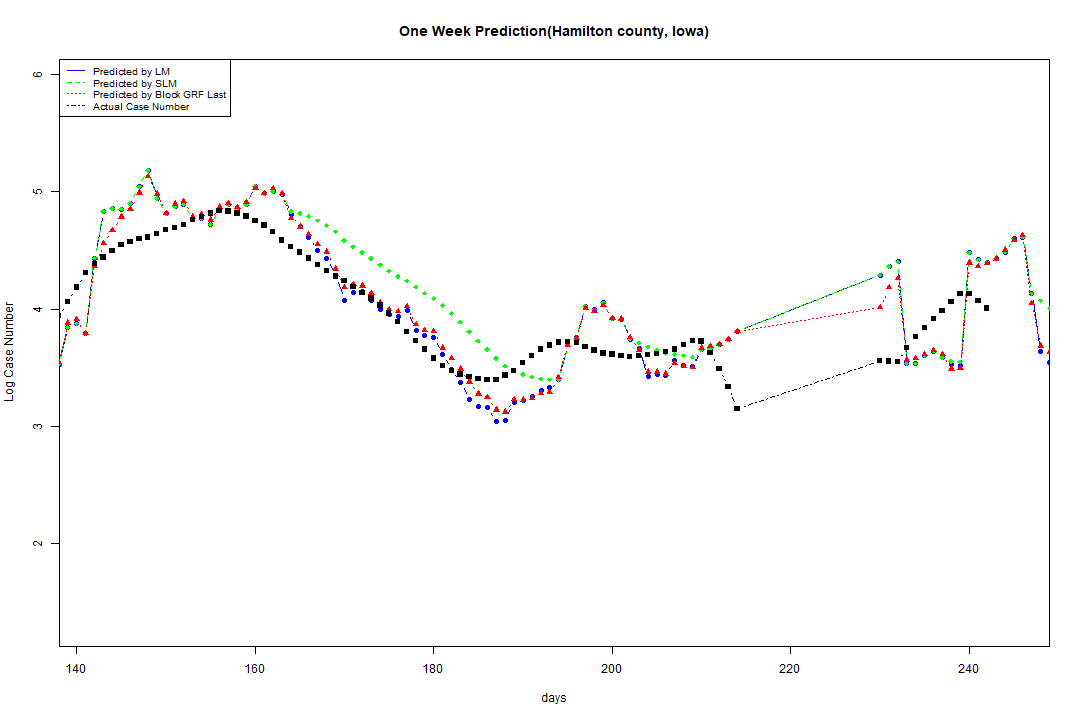 One Week Prediction(Hamilton county, Iowa)
Predicted by LM
Predicted by SLM
Predicted by Block GRF Last
Actual Case Number
6
5
4
3
2
Log Case Number
140 160 180 200 220 240
days